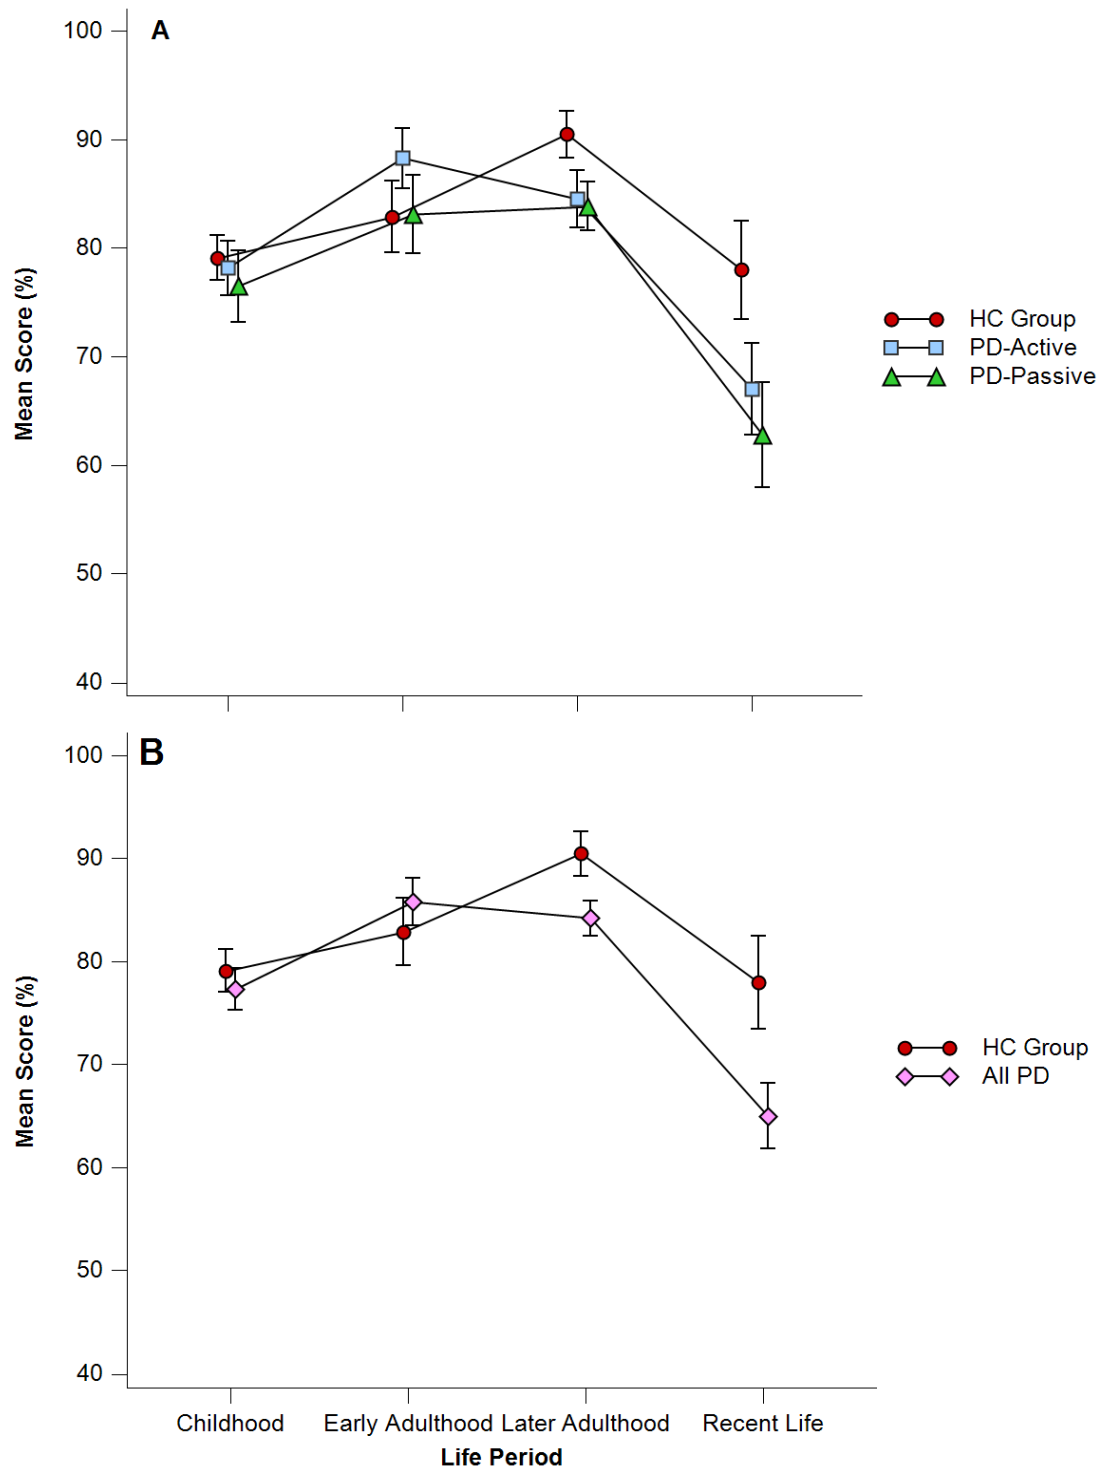 A
100
90
80
70
60
50
40
Mean Score (%)
HC Group
PD-Active
PD-Passive
B
100
90
80
70
60
50
40
Mean Score (%)
HC Group
All PD
Childhood Early Adulthood Later Adulthood Recent Life
Life Period